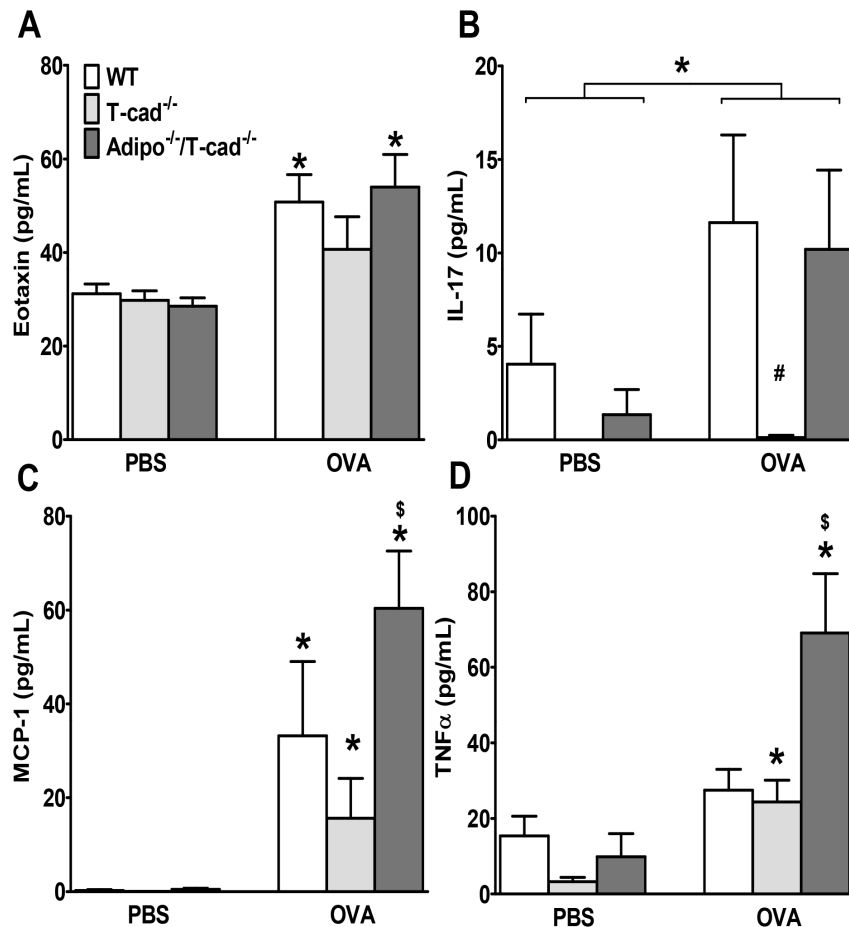 A
Eotaxin (pg/mL)
80
60
40
20
0
WT
T-cad-/-
Adipo-/-/T-cad-/-
*
*
PBS
OVA
B
IL-17 (pg/mL)
20
15
10
5
0
*
#
PBS
OVA
C
MCP-1 (pg/mL)
80
60
40
20
0
*
*
$
*
PBS
OVA
D
TNFα (pg/mL)
100
80
60
40
20
0
*
$
*
PBS
OVA